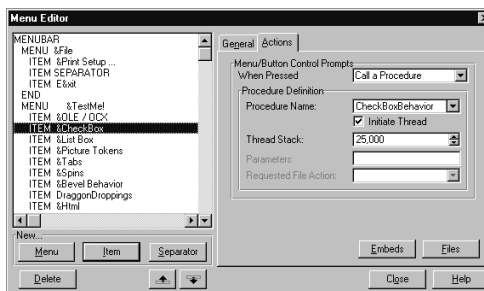 Menu Editor
MENUBAR
MENU &File
ITEM &Print Setup ...
ITEM SEPARATOR
ITEM E&xit
END
MENU &TestMe!
ITEM &OLE / OCX
ITEM &CheckBox
ITEM &List Box
ITEM &Picture Tokens
ITEM &Tabs
ITEM &Spins
ITEM &Bevel Behavior
ITEM DraggonDroppings
ITEM &Html
New...
Menu Item Separator
Delete
General Actions
Menu/Button Control Prompts
When Pressed Call a Procedure
Procedure Definition
Procedure Name: CheckBoxBehavior
Initiate Thread
Thread Stack: 25,000
Parameters:
Requested File Action:
Embeds Files
Close Help